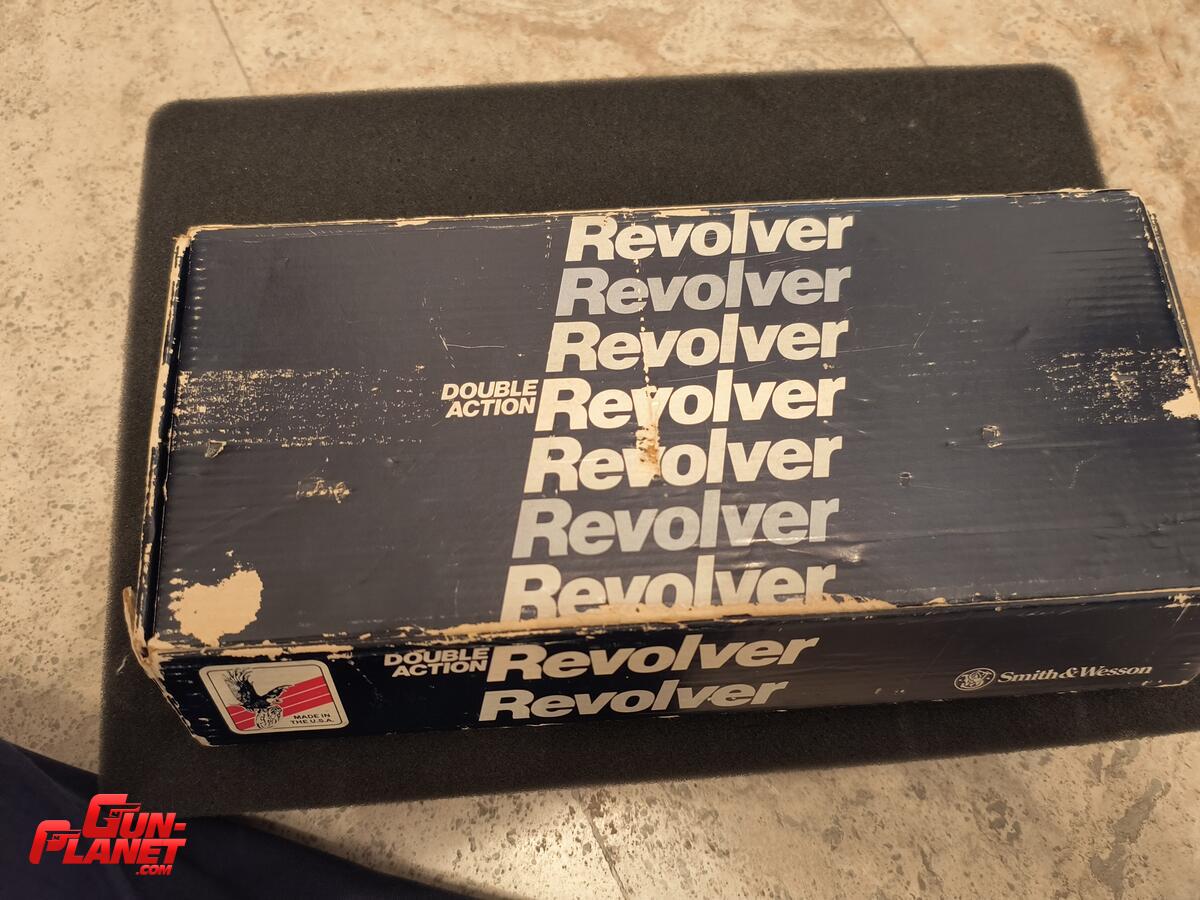 Revolver
Revolver
Revolver
DOUBLE
ACTION Revolver
Revolver
Revolver
Revolver
DOUBLE
ACTION Revolver
Revolver
Smith & Wesson
MADE IN
THE U.S.A.
GUN-
PLANET
.COM